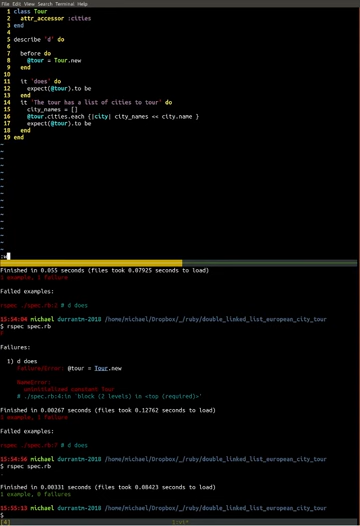 File Edit View Search Terminal Help
1 class Tour
2 attr_accessor :cities
3 end
4
5 describe 'd' do
6
7 before do
8 @tour = Tour.new
9 end
10
11 it 'does' do
12 expect(@tour).to be
13 end
14 it 'The tour has a list of cities to tour' do
15 city_names = []
16 @tour.cities.each {|city| city_names << city.name }
17 expect(@tour).to be
18 end
19 end
~
~
~
~
~
~
~
~
~
~
~
:w
Finished in 0.055 seconds (files took 0.07925 seconds to load)
1 example, 1 failure
Failed examples:
rspec ./spec.rb:2 # d does
15:54:04 michael durrantm-2018 /home/michael/Dropbox/_/ruby/double_linked_list_european_city_tour
$ rspec spec.rb
F
Failures:
1) d does
Failure/Error: @tour = Tour.new
NameError:
uninitialized constant Tour
# ./spec.rb:4:in `block (2 levels) in <top (required)>'
Finished in 0.00267 seconds (files took 0.12762 seconds to load)
1 example, 1 failure
Failed examples:
rspec ./spec.rb:7 # d does
15:54:56 michael durrantm-2018 /home/michael/Dropbox/_/ruby/double_linked_list_european_city_tour
$ rspec spec.rb
.
Finished in 0.00331 seconds (files took 0.08423 seconds to load)
1 example, 0 failures
15:55:13 michael durrantm-2018 /home/michael/Dropbox/_/ruby/double_linked_list_european_city_tour
$